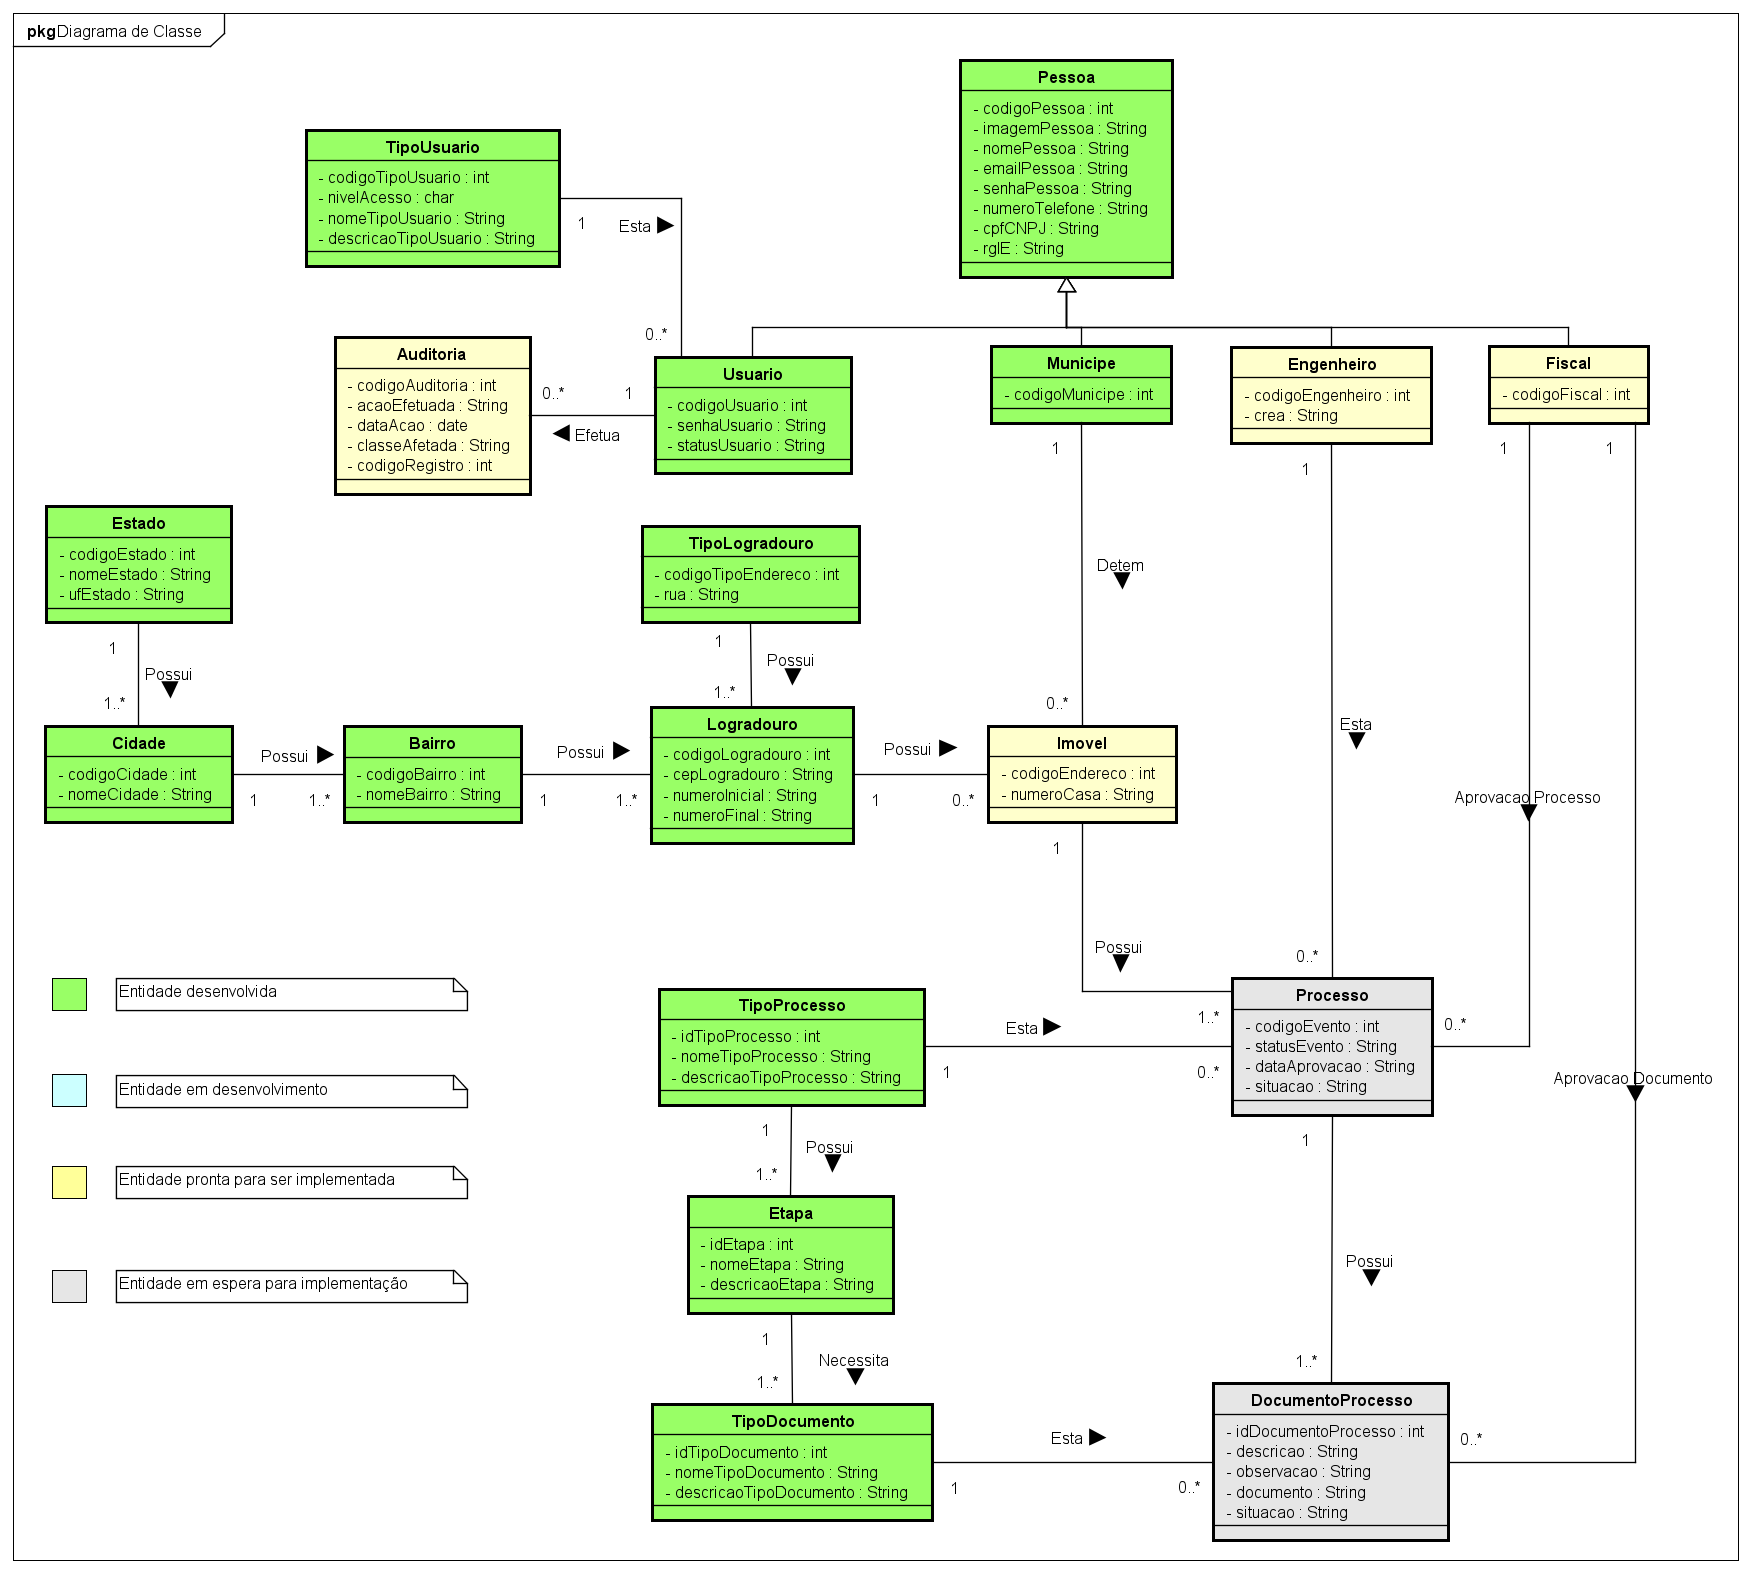 pkg Diagrama de Classe
Pessoa
- codigoPessoa : int
- imagemPessoa : String
- nomePessoa : String
- emailPessoa : String
- senhaPessoa : String
- numeroTelefone : String
- cpfCNPJ : String
- rgIE : String
TipoUsuario
- codigoTipoUsuario : int
- nivelAcesso : char
- nomeTipoUsuario : String
- descricaoTipoUsuario : String
1
Esta
0..*
Auditoria
- codigoAuditoria : int
- acaoEfetuada : String
- dataAcao : date
- classeAfetada : String
- codigoRegistro : int
0..*
1
Efetua
Usuario
- codigoUsuario : int
- senhaUsuario : String
- statusUsuario : String
Municipe
- codigoMunicipe : int
1
Engenheiro
- codigoEngenheiro : int
- crea : String
1
Fiscal
- codigoFiscal : int
1
1
Estado
- codigoEstado : int
- nomeEstado : String
- ufEstado : String
1
Possui
1..*
TipoLogradouro
- codigoTipoEndereco : int
- rua : String
1
Possui
1..*
Detem
0..*
Esta
Aprovacao Processo
Cidade
- codigoCidade : int
- nomeCidade : String
Possui
1
1..*
Bairro
- codigoBairro : int
- nomeBairro : String
Possui
1
1..*
Logradouro
- codigoLogradouro : int
- cepLogradouro : String
- numeroInicial : String
- numeroFinal : String
Possui
1
0..*
Imovel
- codigoEndereco : int
- numeroCasa : String
1
Possui
1..*
0..*
Entidade desenvolvida
Entidade em desenvolvimento
Entidade pronta para ser implementada
Entidade em espera para implementação
TipoProcesso
- idTipoProcesso : int
- nomeTipoProcesso : String
- descricaoTipoProcesso : String
Esta
1
0..*
Processo
- codigoEvento : int
- statusEvento : String
- dataAprovacao : String
- situacao : String
0..*
Aprovacao Documento
1
Possui
1..*
Etapa
- idEtapa : int
- nomeEtapa : String
- descricaoEtapa : String
1
Possui
1..*
1
Necessita
1..*
TipoDocumento
- idTipoDocumento : int
- nomeTipoDocumento : String
- descricaoTipoDocumento : String
Esta
1
0..*
DocumentoProcesso
- idDocumentoProcesso : int
- descricao : String
- observacao : String
- documento : String
- situacao : String
0..*